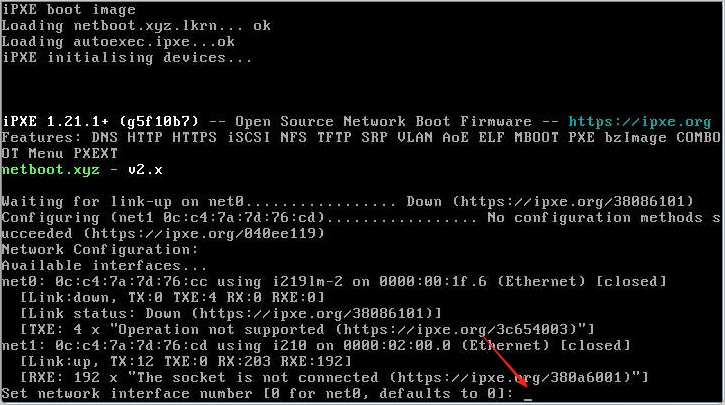 iPXE boot image
Loading netboot.xyz.lkrn... ok
Loading autoexec.ipxe...ok
iPXE initialising devices...
iPXE 1.21.1+ (g5f10b7) -- Open Source Network Boot Firmware -- https://ipxe.org
Features: DNS HTTP HTTPS iSCSI NFS TFTP SRP VLAN AoE ELF MBOOT PXE bzImage COMBO
OT Menu PXEXT
netboot.xyz - v2.x
Waiting for link-up on net0................. Down (https://ipxe.org/38086101)
Configuring (net1 0c:c4:7a:7d:76:cd)................. No configuration methods s
ucceeded (https://ipxe.org/040ee119)
Network Configuration:
Available interfaces...
net0: 0c:c4:7a:7d:76:cc using i219lm-2 on 0000:00:1f.6 (Ethernet) [closed]
[Link:down, TX:0 TXE:4 RX:0 RXE:0]
[Link status: Down (https://ipxe.org/38086101)]
[TXE: 4 x "Operation not supported (https://ipxe.org/3c654003)"]
net1: 0c:c4:7a:7d:76:cd using i210 on 0000:02:00.0 (Ethernet) [closed]
[Link:up, TX:12 TXE:0 RX:203 RXE:192]
[RXE: 192 x "The socket is not connected (https://ipxe.org/380a6001)"]
Set network interface number [0 for net0, defaults to 0]: _